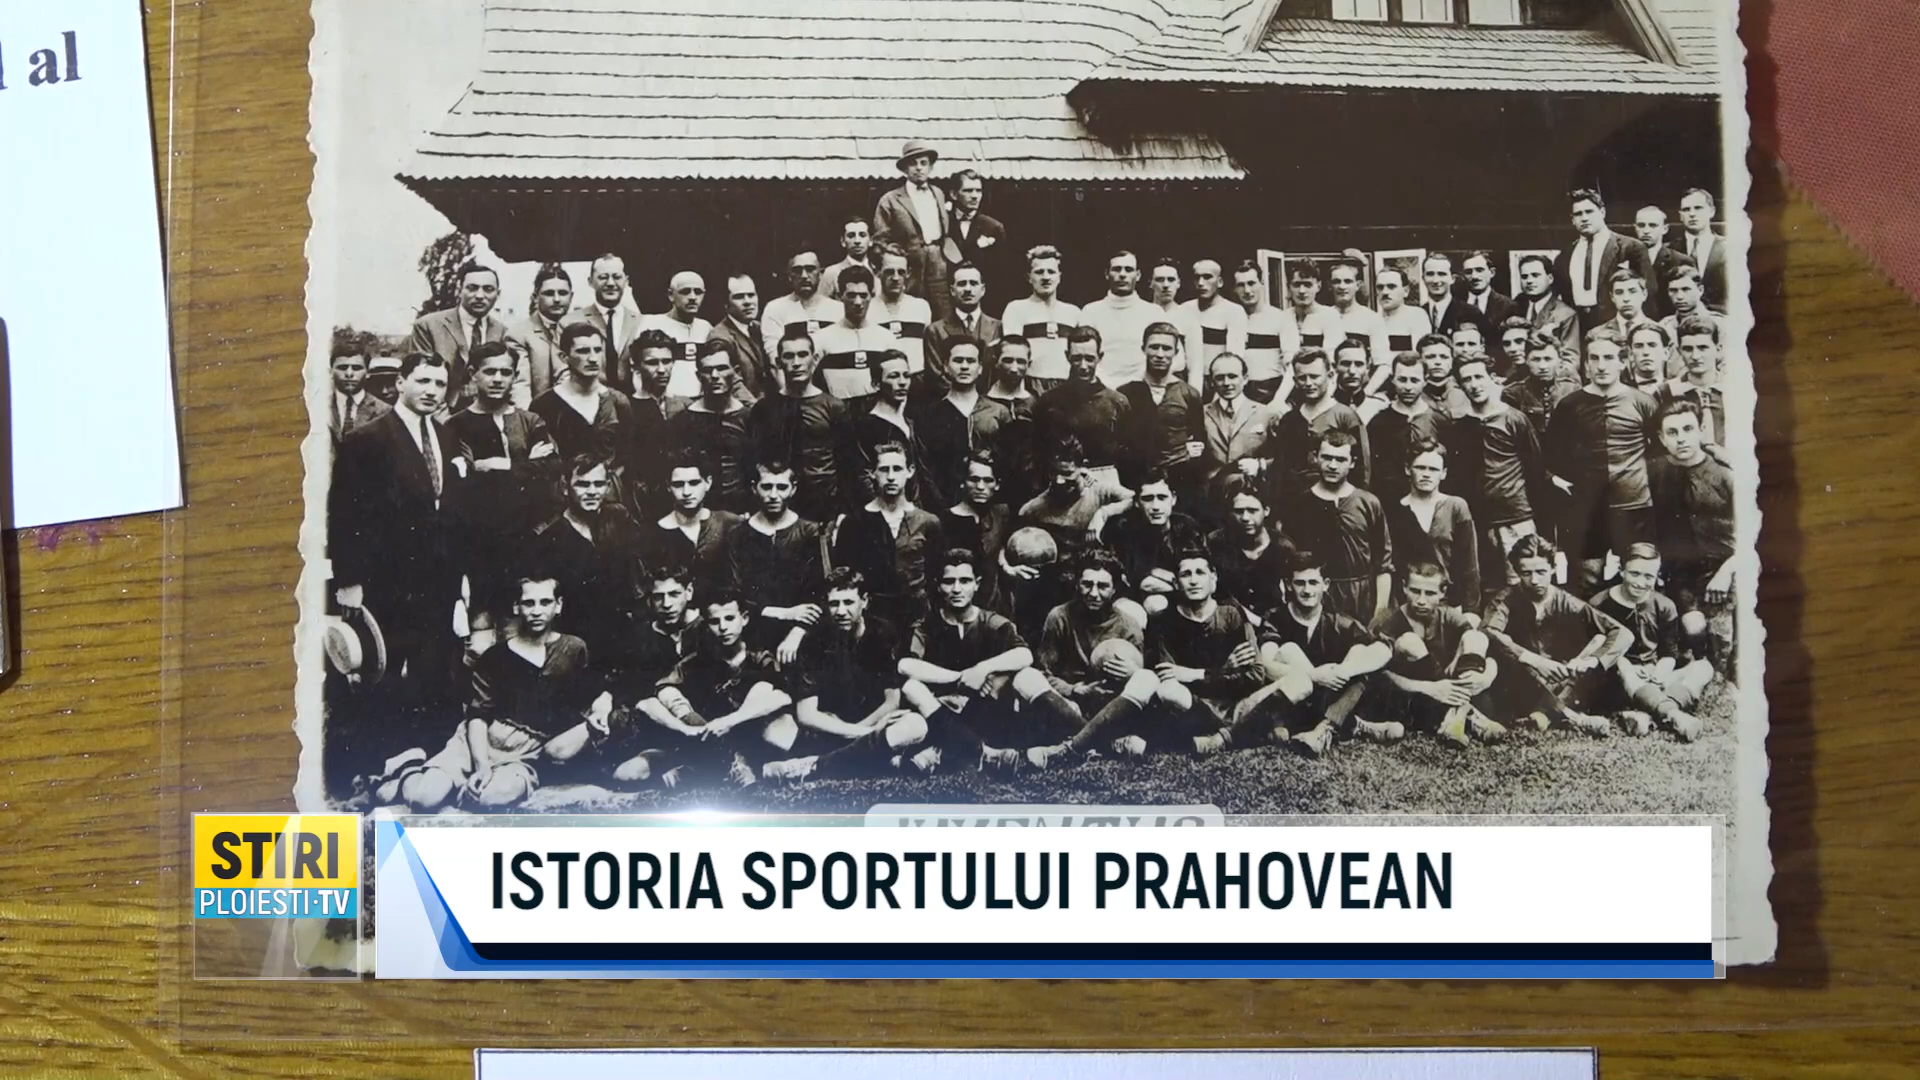 al
STIRI
PLOIESTI·TV
ISTORIA SPORTULUI PRAHOVEAN